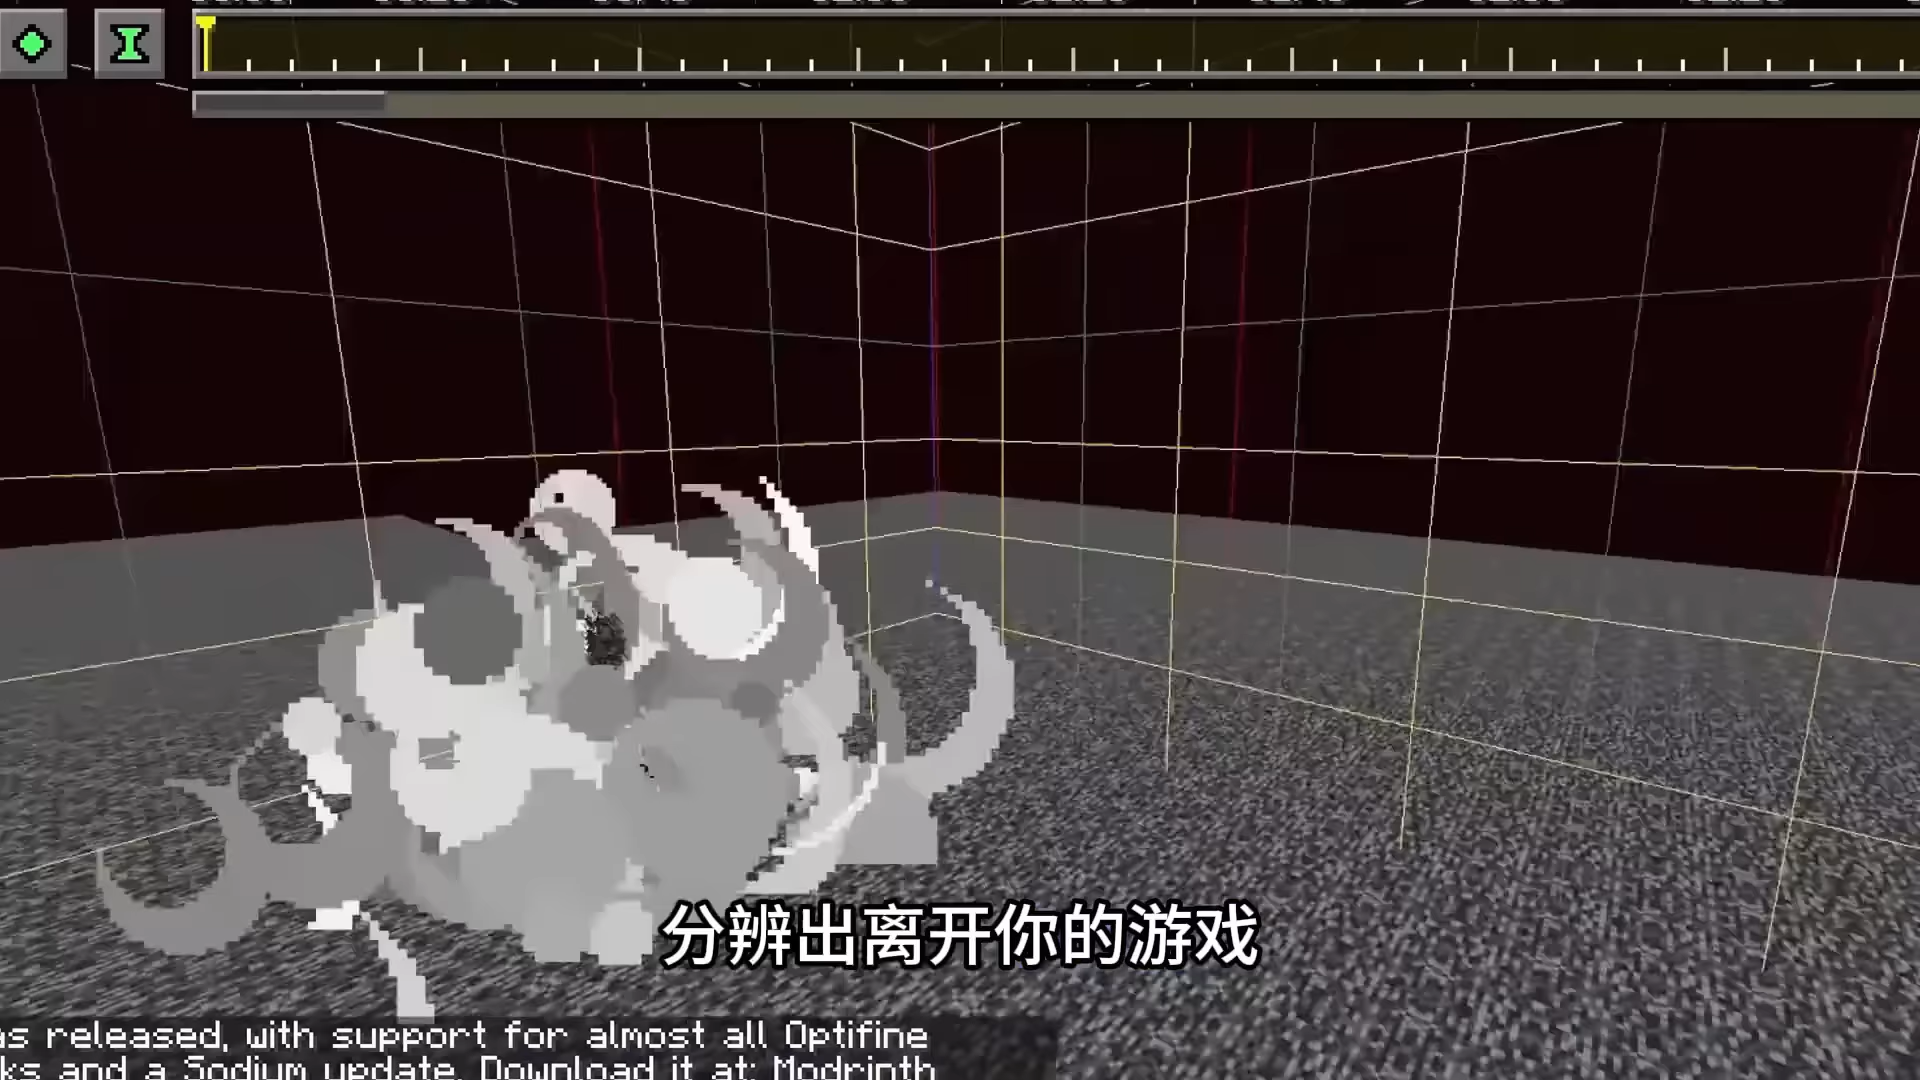 分辨出离开你的游戏
as released, with support for almost all Optifine
ks and a Sodium update. Download it at: Modrinth